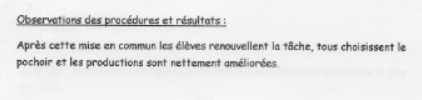 Observations des procédures et résultats :
Après cette mise en commun les élèves renouvellent la tâche, tous choisissent le
pochoir et les productions sont nettement améliorées.